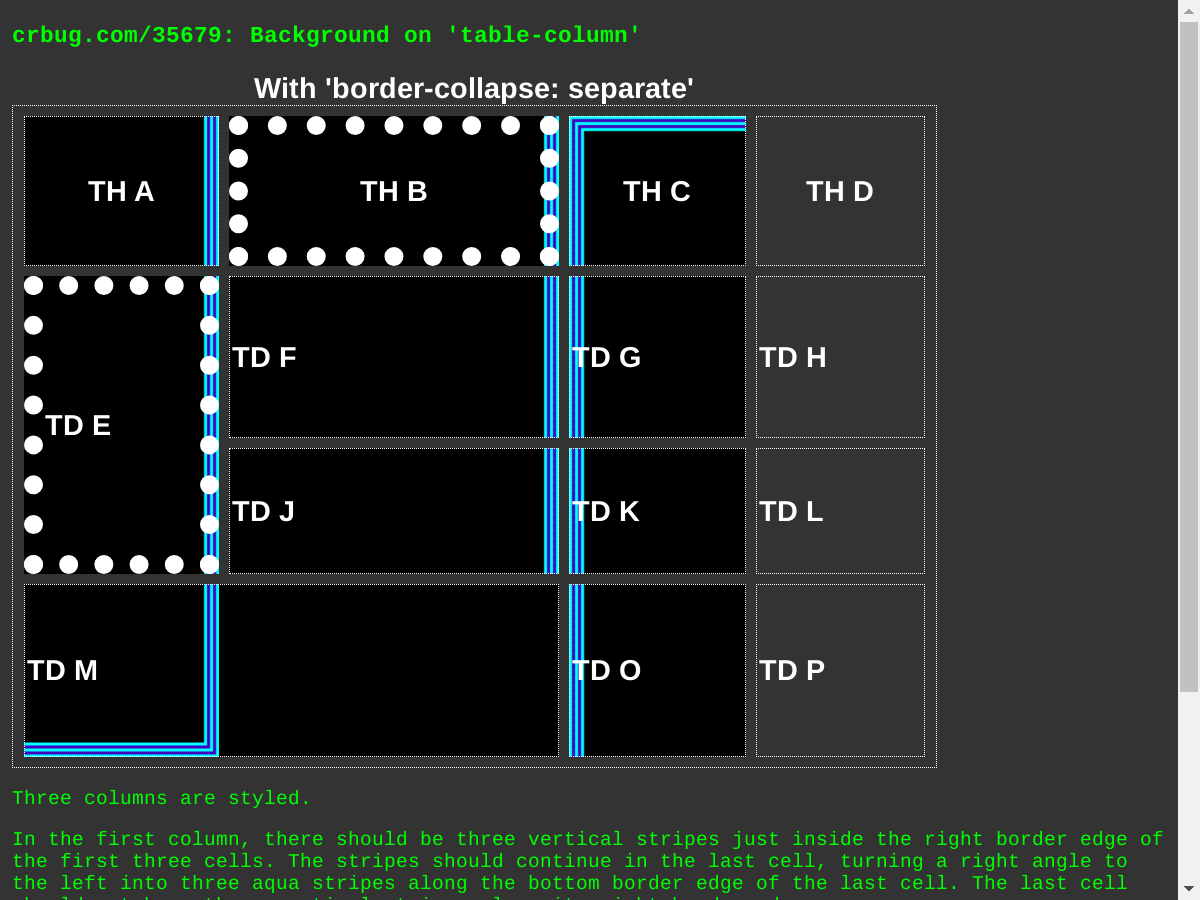 crbug.com/35679: Background on 'table-column'
With 'border-collapse: separate'
TH A
TH B
TH C
TH D
TD E
TD F
TD G
TD H
TD J
TD K
TD L
TD M
TD O
TD P
Three columns are styled.
In the first column, there should be three vertical stripes just inside the right border edge of
the first three cells. The stripes should continue in the last cell, turning a right angle to
the left into three aqua stripes along the bottom border edge of the last cell. The last cell